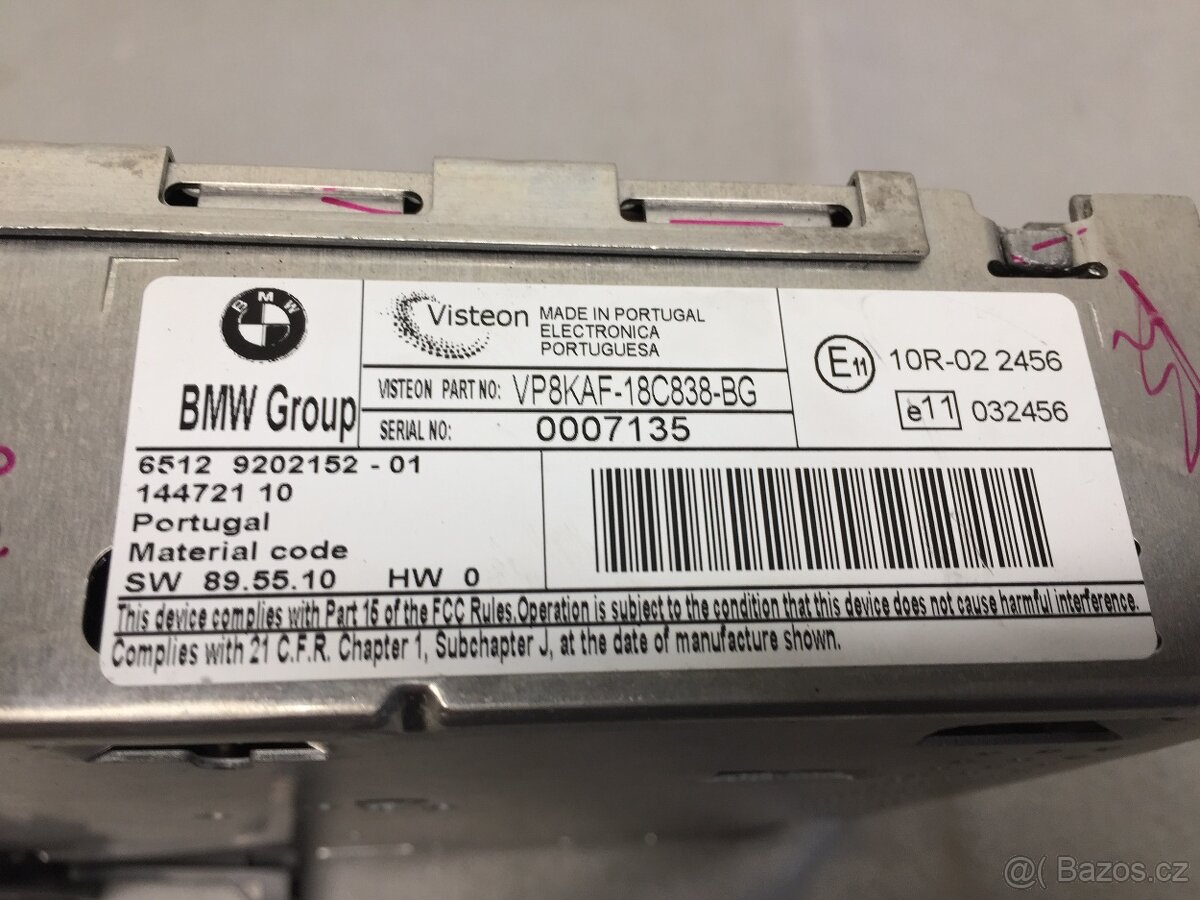 BMW
BMW Group
Visteon
MADE IN PORTUGAL
ELECTRONICA
PORTUGUESA
VISTEON PART NO: VP8KAF-18C838-BG
SERIAL NO: 0007135
E11 10R-02 2456
e11 032456
6512 9202152 - 01
144721 10
Portugal
Material code
SW 89.55.10 HW 0
This device complies with Part 15 of the FCC Rules.Operation is subject to the condition that this device does not cause harmful interference.
Complies with 21 C.F.R. Chapter 1, Subchapter J, at the date of manufacture shown.
@( Bazos.cz